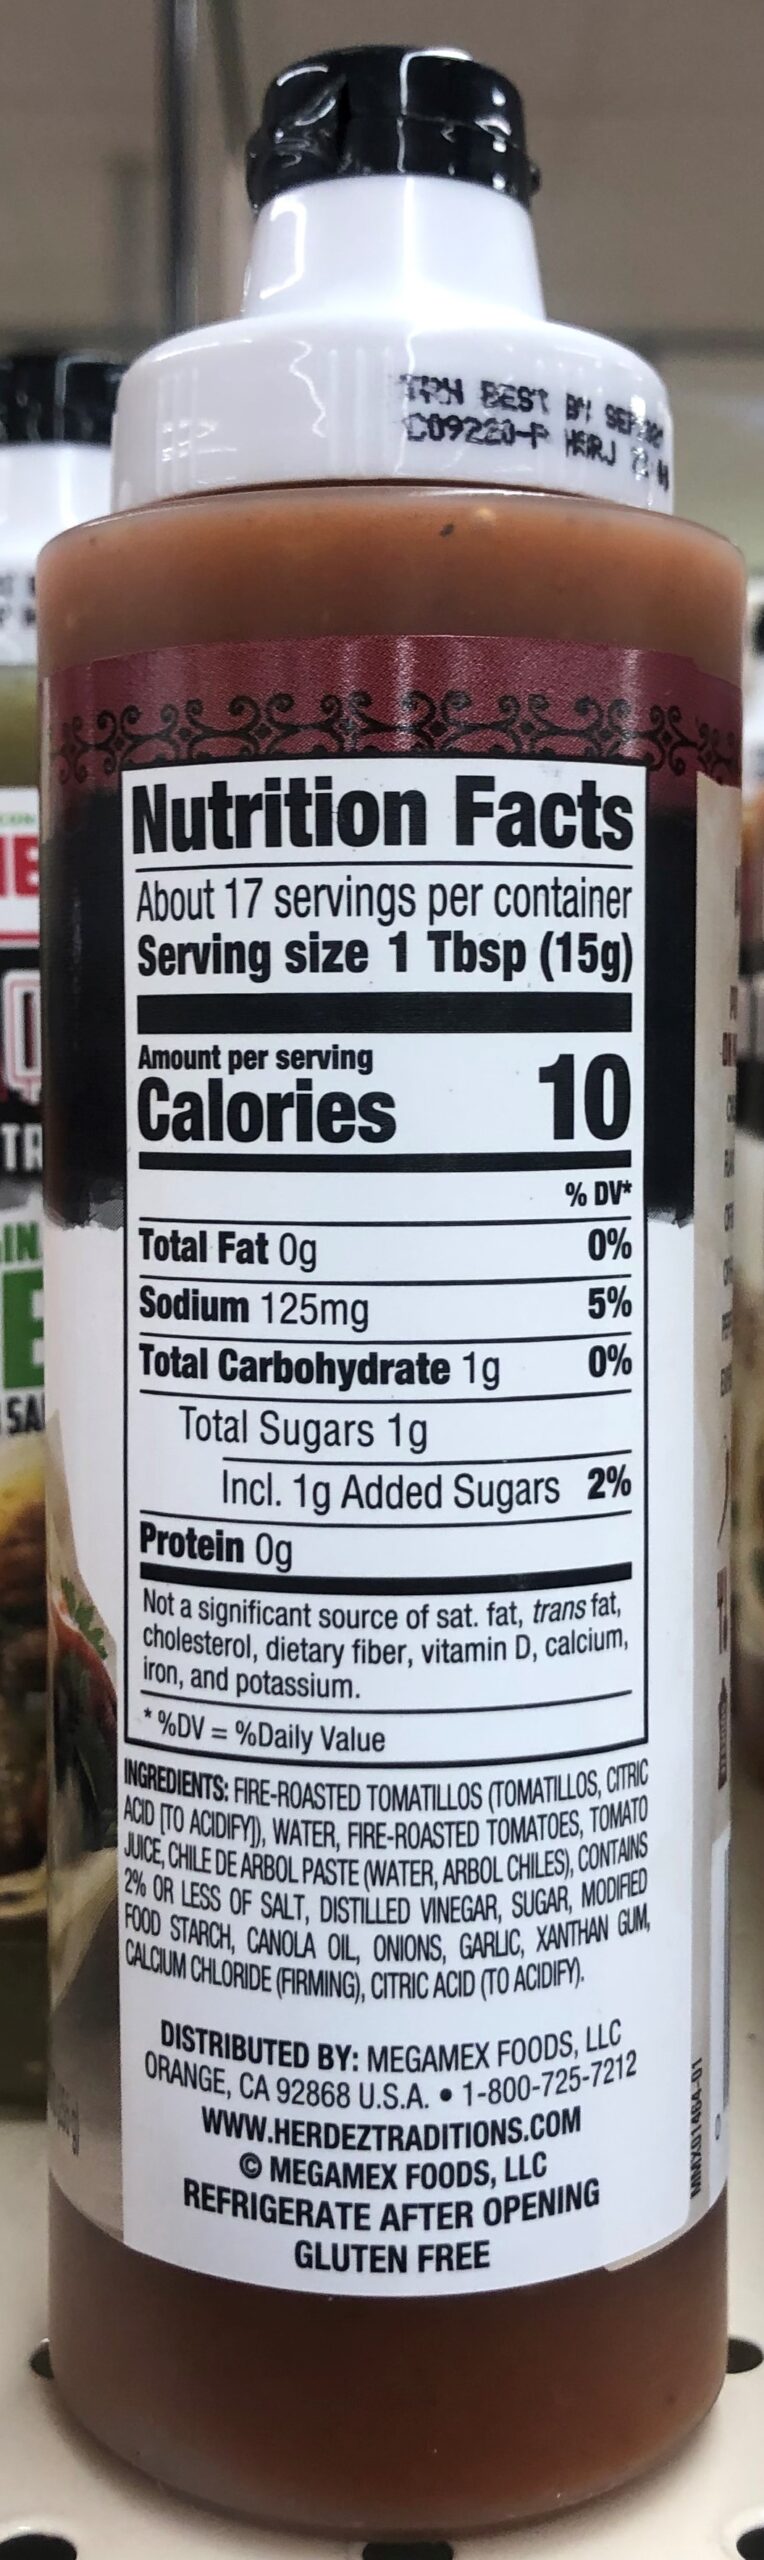 TRH BEST BY SEP
C09220-P HGRJ
Nutrition Facts
About 17 servings per container
Serving size 1 Tbsp (15g)
Amount per serving
Calories 10
% DV*
Total Fat 0g 0%
Sodium 125mg 5%
Total Carbohydrate 1g 0%
Total Sugars 1g
Incl. 1g Added Sugars 2%
Protein 0g
Not a significant source of sat. fat, trans fat,
cholesterol, dietary fiber, vitamin D, calcium,
iron, and potassium.
* %DV = %Daily Value
INGREDIENTS: FIRE-ROASTED TOMATILLOS (TOMATILLOS, CITRIC
ACID [TO ACIDIFY]), WATER, FIRE-ROASTED TOMATOES, TOMATO
JUICE, CHILE DE ARBOL PASTE (WATER, ARBOL CHILES), CONTAINS
2% OR LESS OF SALT, DISTILLED VINEGAR, SUGAR, MODIFIED
FOOD STARCH, CANOLA OIL, ONIONS, GARLIC, XANTHAN GUM,
CALCIUM CHLORIDE (FIRMING), CITRIC ACID (TO ACIDIFY).
DISTRIBUTED BY: MEGAMEX FOODS, LLC
ORANGE, CA 92868 U.S.A. • 1-800-725-7212
WWW.HERDEZTRADITIONS.COM
© MEGAMEX FOODS, LLC
REFRIGERATE AFTER OPENING
GLUTEN FREE
MMX01464-01